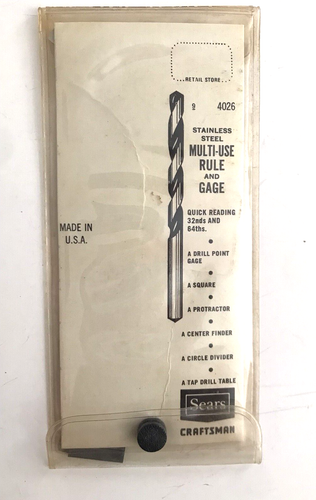 RETAIL STORE
9 4026
STAINLESS
STEEL
MULTI-USE
RULE
AND
GAGE
QUICK READING
32nds AND
64ths.
MADE IN
U.S.A.
• A DRILL POINT
GAGE
• A SQUARE
• A PROTRACTOR
• A CENTER FINDER
• A CIRCLE DIVIDER
• A TAP DRILL TABLE
Sears
CRAFTSMAN